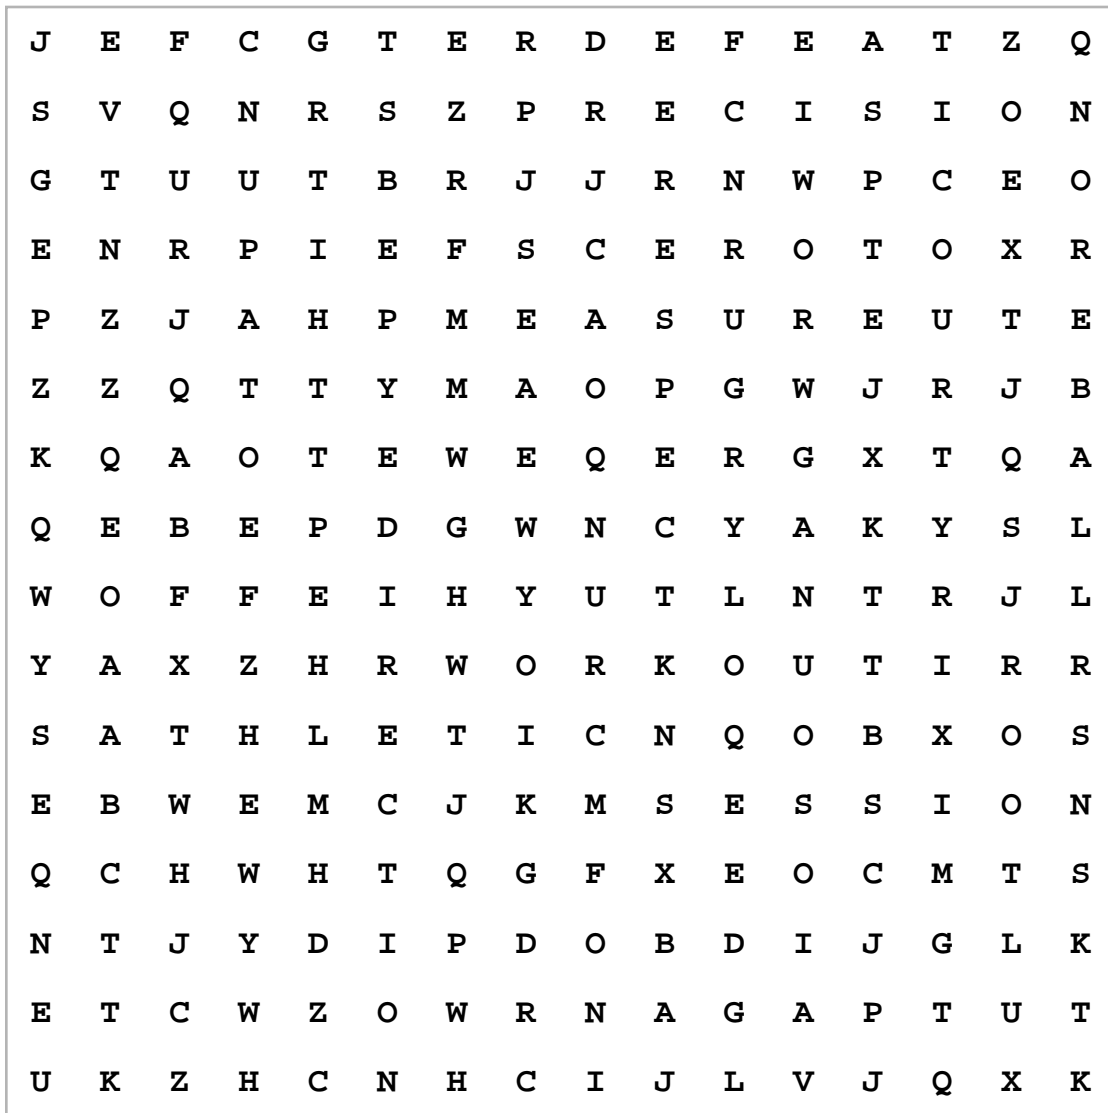 J E F C G T E R D E F E A T Z Q
S V Q N R S Z P R E C I S I O N
G T U U T B R J J R N W P C E O
E N R P I E F S C E R O T O X R
P Z J A H P M E A S U R E U T E
Z Z Q T T Y M A O P G W J R J B
K Q A O T E W E Q E R G X T Q A
Q E B E P D G W N C Y A K Y S L
W O F F E I H Y U T L N T R J L
Y A X Z H R W O R K O U T I R R
S A T H L E T I C N Q O B X O S
E B W E M C J K M S E S S I O N
Q C H W H T Q G F X E O C M T S
N T J Y D I P D O B D I J G L K
E T C W Z O W R N A G A P T U T
U K Z H C N H C I J L V J Q X K